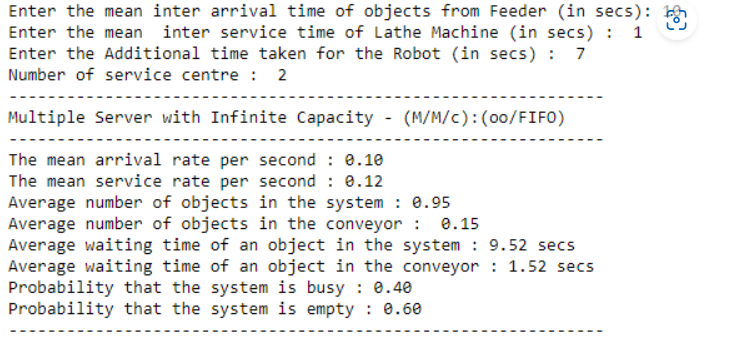 Enter the mean inter arrival time of objects from Feeder (in secs):
Enter the mean  inter service time of Lathe Machine (in secs) :  1
Enter the Additional time taken for the Robot (in secs) :  7
Number of service centre :  2
--------------------------------------------------------------
Multiple Server with Infinite Capacity - (M/M/c):(oo/FIFO)
--------------------------------------------------------------
The mean arrival rate per second : 0.10
The mean service rate per second : 0.12
Average number of objects in the system : 0.95
Average number of objects in the conveyor :  0.15
Average waiting time of an object in the system : 9.52 secs
Average waiting time of an object in the conveyor : 1.52 secs
Probability that the system is busy : 0.40
Probability that the system is empty : 0.60
--------------------------------------------------------------